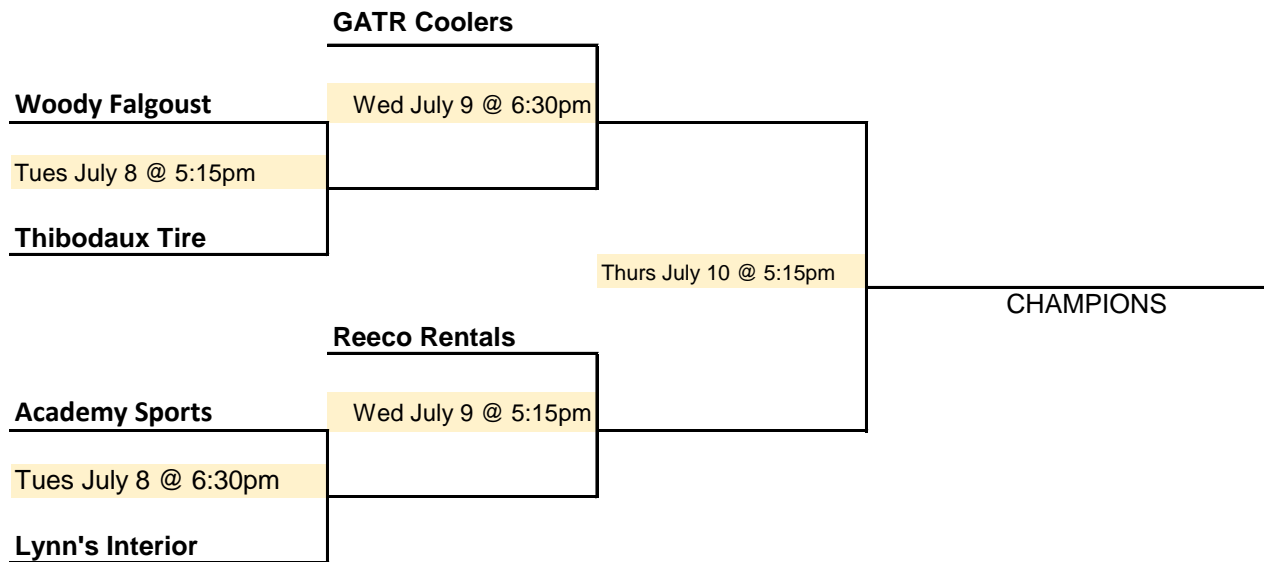 GATR Coolers
Woody Falgoust
Wed July 9 @ 6:30pm
Tues July 8 @ 5:15pm
Thibodaux Tire
Thurs July 10 @ 5:15pm
CHAMPIONS
Reeco Rentals
Academy Sports
Wed July 9 @ 5:15pm
Tues July 8 @ 6:30pm
Lynn's Interior